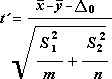 t′ = (x̄ − ȳ − Δ₀) / √(S₁²/m + S₂²/n)